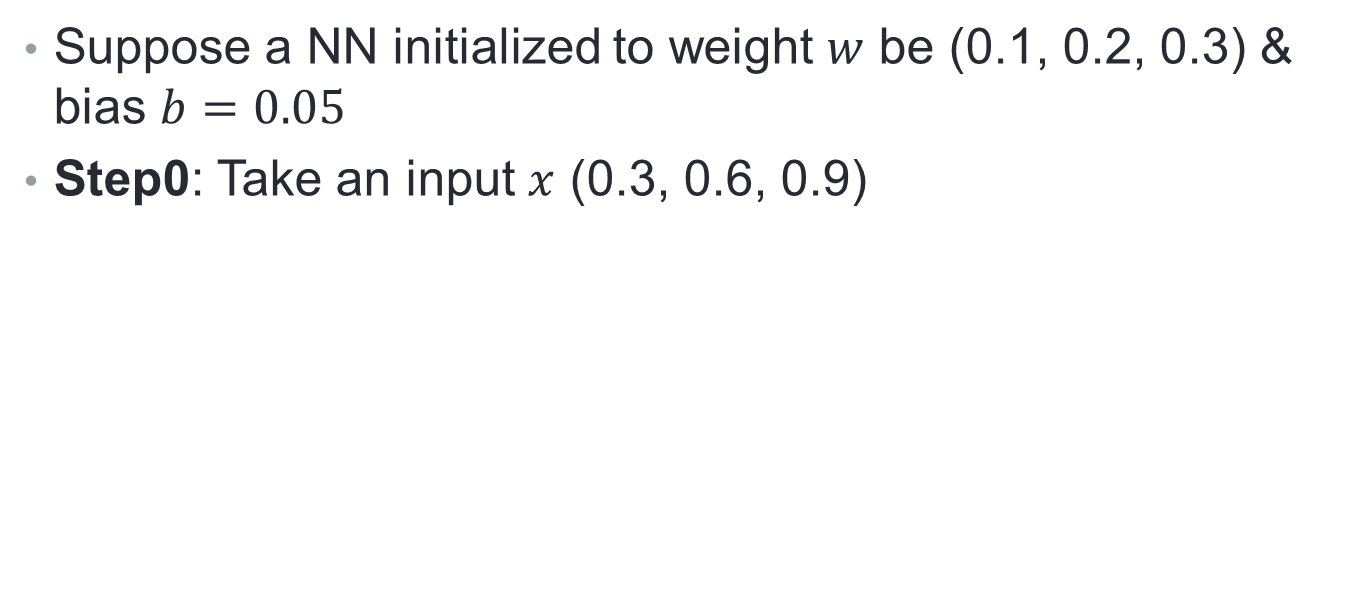 • Suppose a NN initialized to weight w be (0.1, 0.2, 0.3) &
bias b = 0.05
• Step0: Take an input x (0.3, 0.6, 0.9)